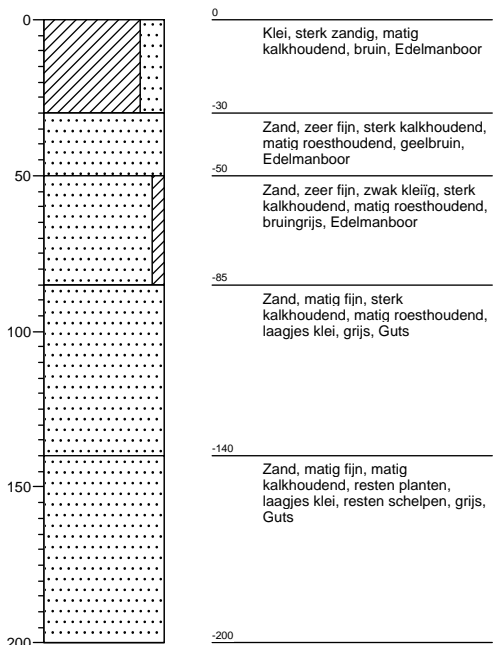 0
50
100
150
200
0
Klei, sterk zandig, matig
kalkhoudend, bruin, Edelmanboor
-30
Zand, zeer fijn, sterk kalkhoudend,
matig roesthoudend, geelbruin,
Edelmanboor
-50
Zand, zeer fijn, zwak kleiïg, sterk
kalkhoudend, matig roesthoudend,
bruingrijs, Edelmanboor
-85
Zand, matig fijn, sterk
kalkhoudend, matig roesthoudend,
laagjes klei, grijs, Guts
-140
Zand, matig fijn, matig
kalkhoudend, resten planten,
laagjes klei, resten schelpen, grijs,
Guts
-200